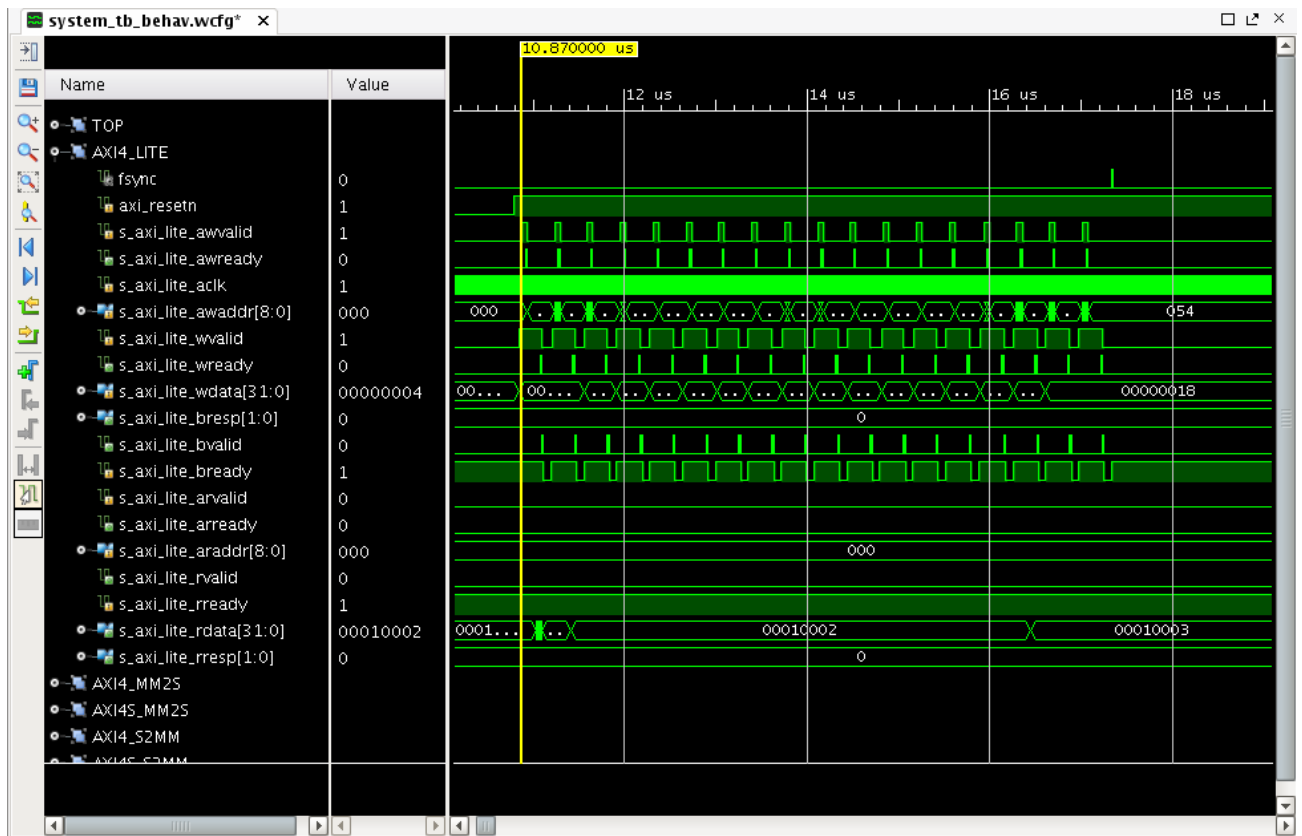 system_tb_behav.wcfg* ×
10.870000 us
Name Value
12 us 14 us 16 us 18 us
TOP
AXI4_LITE
fsync 0
axi_resetn 1
s_axi_lite_awvalid 1
s_axi_lite_awready 0
s_axi_lite_aclk 1
s_axi_lite_awaddr[8:0] 000 000 054
s_axi_lite_wvalid 1
s_axi_lite_wready 0
s_axi_lite_wdata[31:0] 00000004 00... 00... 00000018
s_axi_lite_bresp[1:0] 0 0
s_axi_lite_bvalid 0
s_axi_lite_bready 1
s_axi_lite_arvalid 0
s_axi_lite_arready 0
s_axi_lite_araddr[8:0] 000 000
s_axi_lite_rvalid 0
s_axi_lite_rready 1
s_axi_lite_rdata[31:0] 00010002 0001... 00010002 00010003
s_axi_lite_rresp[1:0] 0 0
AXI4_MM2S
AXI4S_MM2S
AXI4_S2MM